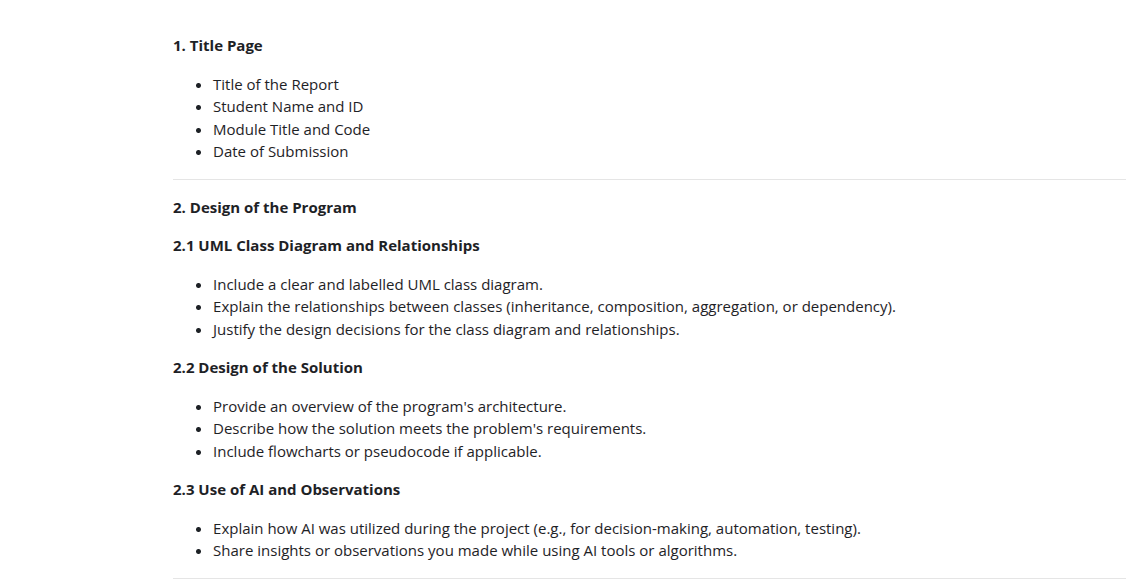 1. Title Page
• Title of the Report
• Student Name and ID
• Module Title and Code
• Date of Submission
2. Design of the Program
2.1 UML Class Diagram and Relationships
• Include a clear and labelled UML class diagram.
• Explain the relationships between classes (inheritance, composition, aggregation, or dependency).
• Justify the design decisions for the class diagram and relationships.
2.2 Design of the Solution
• Provide an overview of the program's architecture.
• Describe how the solution meets the problem's requirements.
• Include flowcharts or pseudocode if applicable.
2.3 Use of AI and Observations
• Explain how AI was utilized during the project (e.g., for decision-making, automation, testing).
• Share insights or observations you made while using AI tools or algorithms.